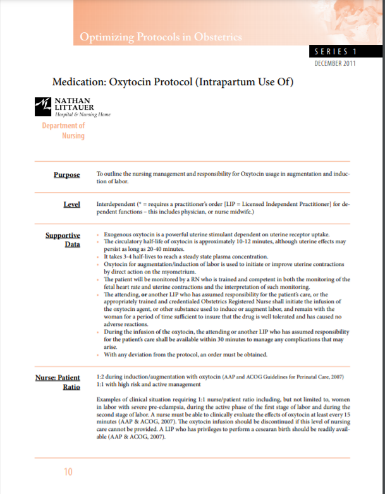 Optimizing Protocols in Obstetrics
SERIES 1
DECEMBER 2011
Medication: Oxytocin Protocol (Intrapartum Use Of)
NATHAN
LITTAUER
Hospital & Nursing Home
Department of
Nursing
Purpose
To outline the nursing management and responsibility for Oxytocin usage in augmentation and induc-
tion of labor.
Level
Interdependent (* = requires a practitioner's order [LIP = Licensed Independent Practitioner] for de-
pendent functions – this includes physician, or nurse midwife.)
Supportive
Data
- Exogenous oxytocin is a powerful uterine stimulant dependent on uterine receptor uptake.
- The circulatory half-life of oxytocin is approximately 10-12 minutes, although uterine effects may
persist as long as 20-40 minutes.
- It takes 3-4 half-lives to reach a steady state plasma concentration.
- Oxytocin for augmentation/induction of labor is used to initiate or improve uterine contractions
by direct action on the myometrium.
- The patient will be monitored by a RN who is trained and competent in both the monitoring of the
fetal heart rate and uterine contractions and the interpretation of such monitoring.
- The attending, or another LIP who has assumed responsibility for the patient's care, or the
appropriately trained and credentialed Obstetrics Registered Nurse shall initiate the infusion of
the oxytocin agent, or other substance used to induce or augment labor, and remain with the
woman for a period of time sufficient to insure that the drug is well tolerated and has caused no
adverse reactions.
- During the infusion of the oxytocin, the attending or another LIP who has assumed responsibility
for the patient's care shall be available within 30 minutes to manage any complications that may
arise.
- With any deviation from the protocol, an order must be obtained.
Nurse: Patient
Ratio
1:2 during induction/augmentation with oxytocin (AAP and ACOG Guidelines for Perinatal Care, 2007)
1:1 with high risk and active management
Examples of clinical situation requiring 1:1 nurse/patient ratio including, but not limited to, women
in labor with severe pre-eclampsia, during the active phase of the first stage of labor and during the
second stage of labor. A nurse must be able to clinically evaluate the effects of oxytocin at least every 15
minutes (AAP & ACOG, 2007). The oxytocin infusion should be discontinued if this level of nursing
care cannot be provided. A LIP who has privileges to perform a cesarean birth should be readily avail-
able (AAP & ACOG, 2007).
10